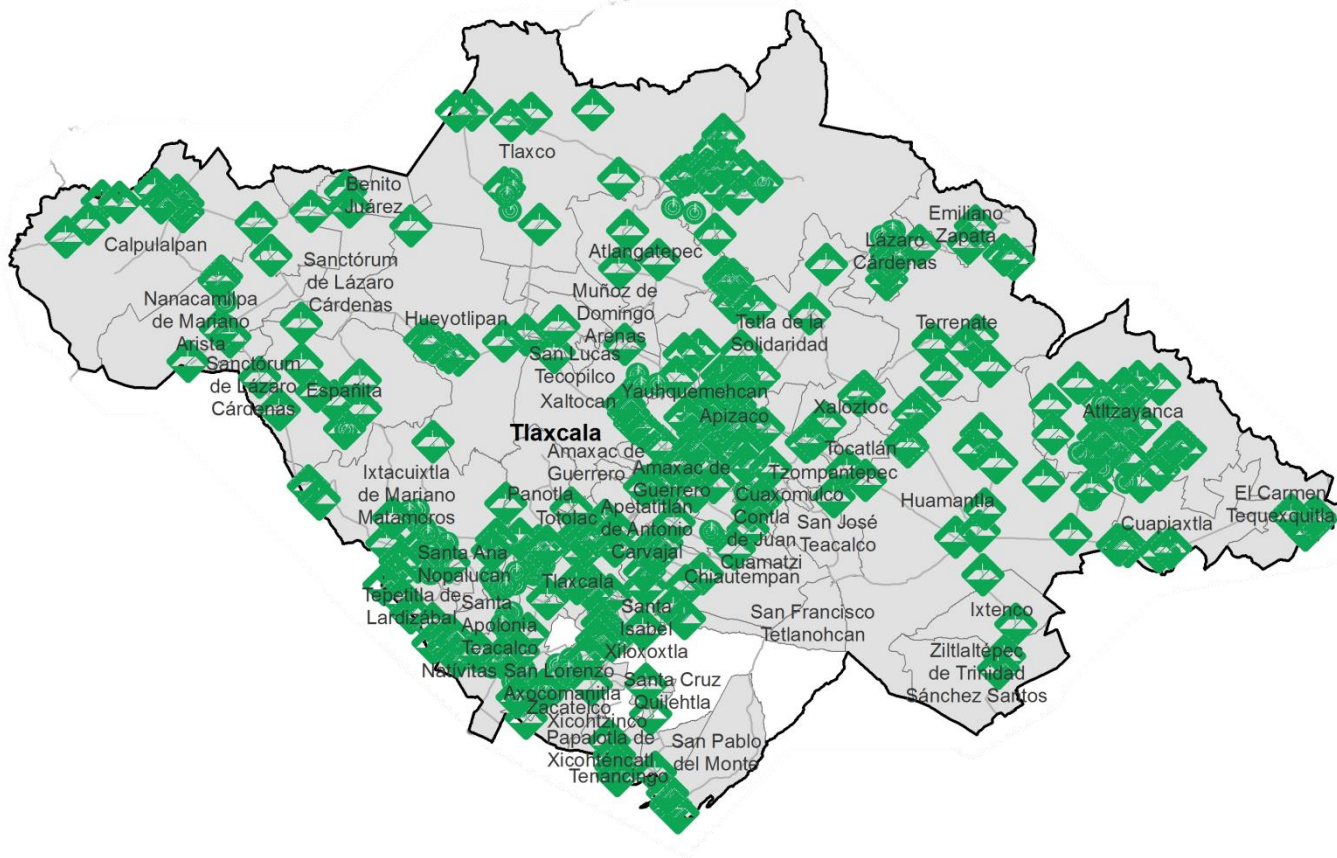 Tlaxco
Benito
Juárez
Calpulalpan
Emiliano
Zapata
Lázaro
Cárdenas
Atlangatepec
Sanctórum
de Lázaro
Cárdenas
Nanacamilpa
de Mariano
Arista
Muñoz de
Domingo
Arenas
Hueyotlipan
Tetla de la
Solidaridad
Terrenate
San Lucas
Tecopilco
Sanctórum
de Lázaro
Cárdenas
Españita
Yauhquemehcan
Xaltocan
Apizaco
Xaloztoc
Atltzayanca
Tlaxcala
Amaxac de
Guerrero
Tocatlán
Amaxac de
Guerrero
Tzompantepec
Ixtacuixtla
de Mariano
Matamoros
Panotla
Totolac
Cuaxomulco
Huamantla
El Carmen
Tequexquitla
Apetatitlán
de Antonio
Carvajal
Contla
de Juan
Cuamatzi
San José
Teacalco
Cuapiaxtla
Santa Ana
Nopalucan
Tlaxcala
Chiautempan
Tepetitla de
Lardizábal
Santa
Apolonia
Teacalco
Santa
Isabel
Xiloxoxtla
San Francisco
Tetlanohcan
Ixtenco
Ziltlaltépec
de Trinidad
Sánchez Santos
Natívitas
San Lorenzo
Axocomanitla
Santa Cruz
Quilehtla
Zacatelco
Xicohtzinco
Papalotla de
Xicohténcatl
Tenancingo
San Pablo
del Monte